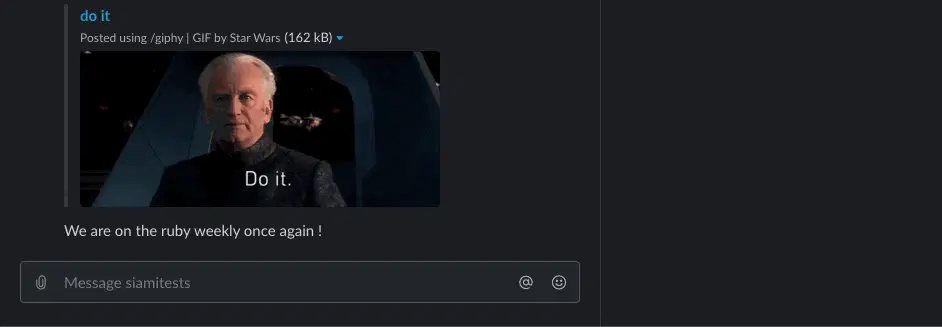 do it
Posted using /giphy | GIF by Star Wars (162 kB)
Do it.
We are on the ruby weekly once again !
Message siamitests
@